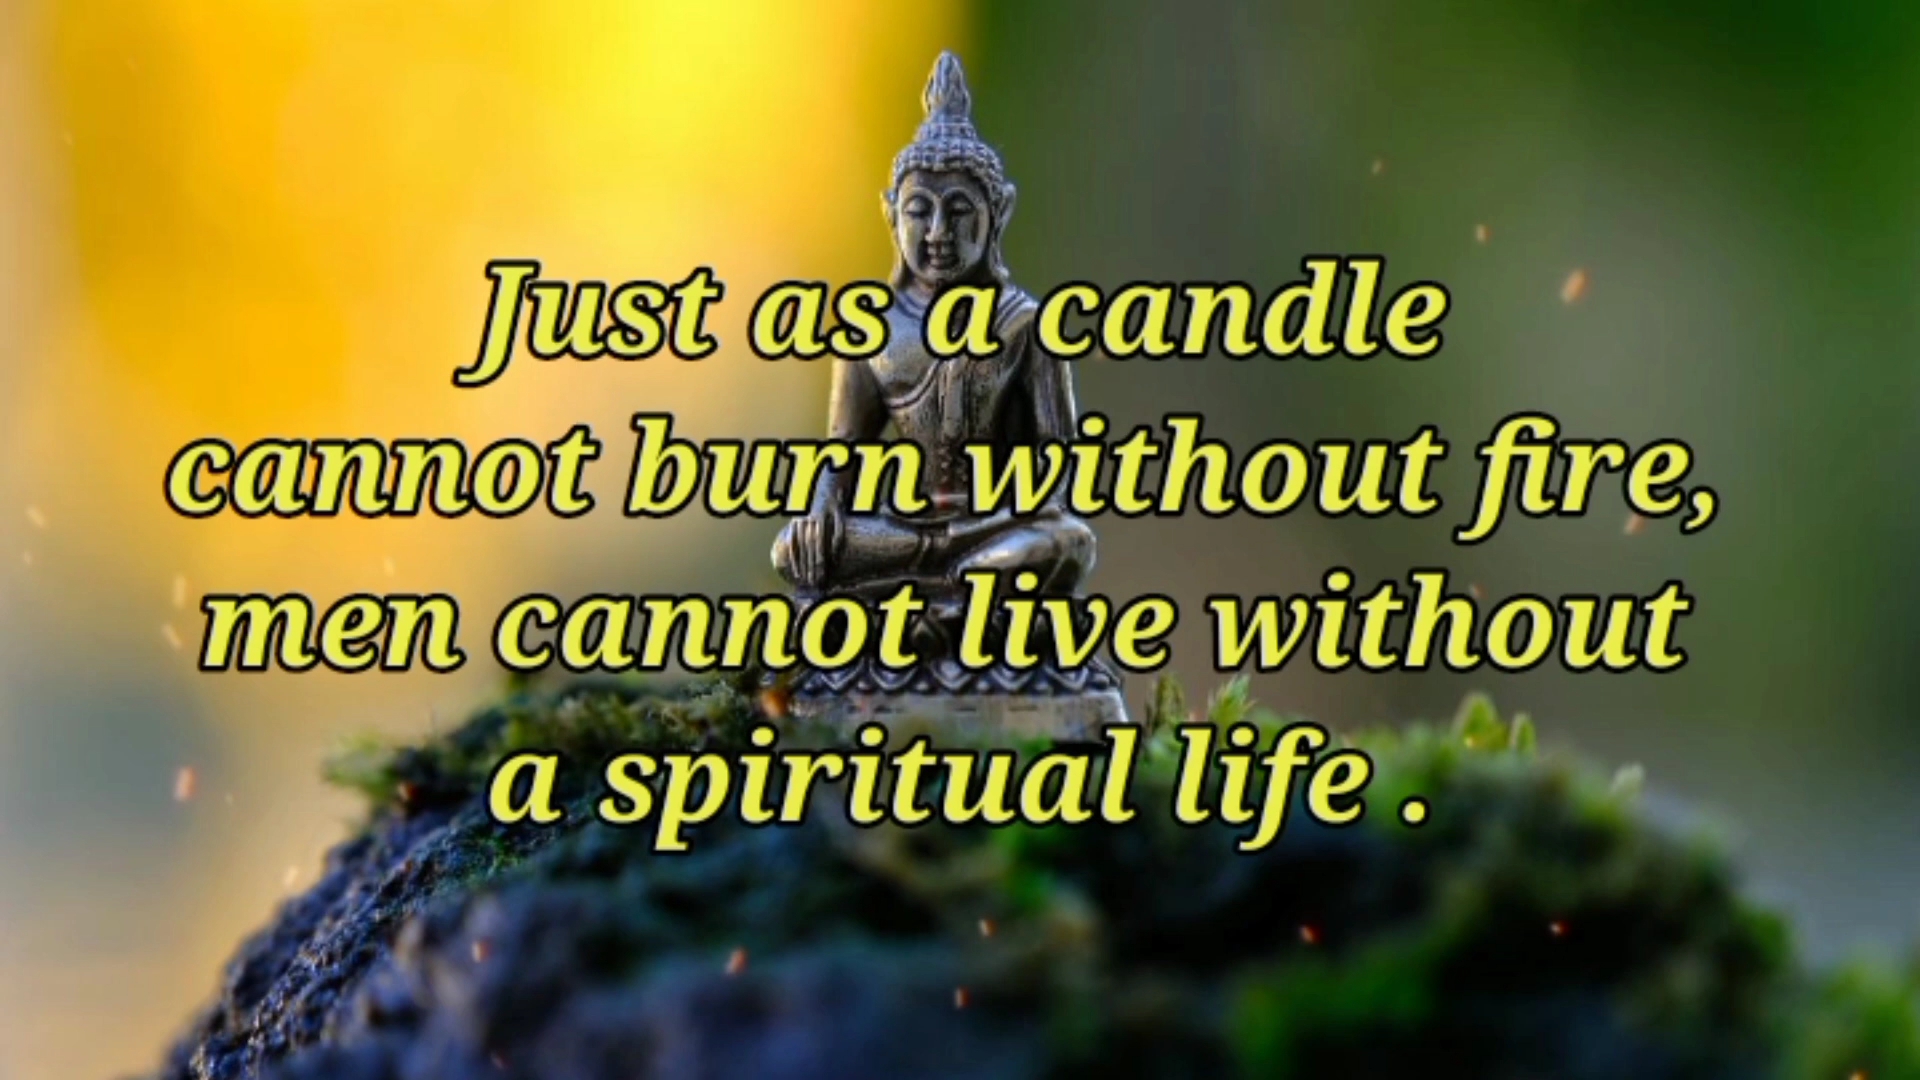 Just as a candle
cannot burn without fire,
men cannot live without
a spiritual life .